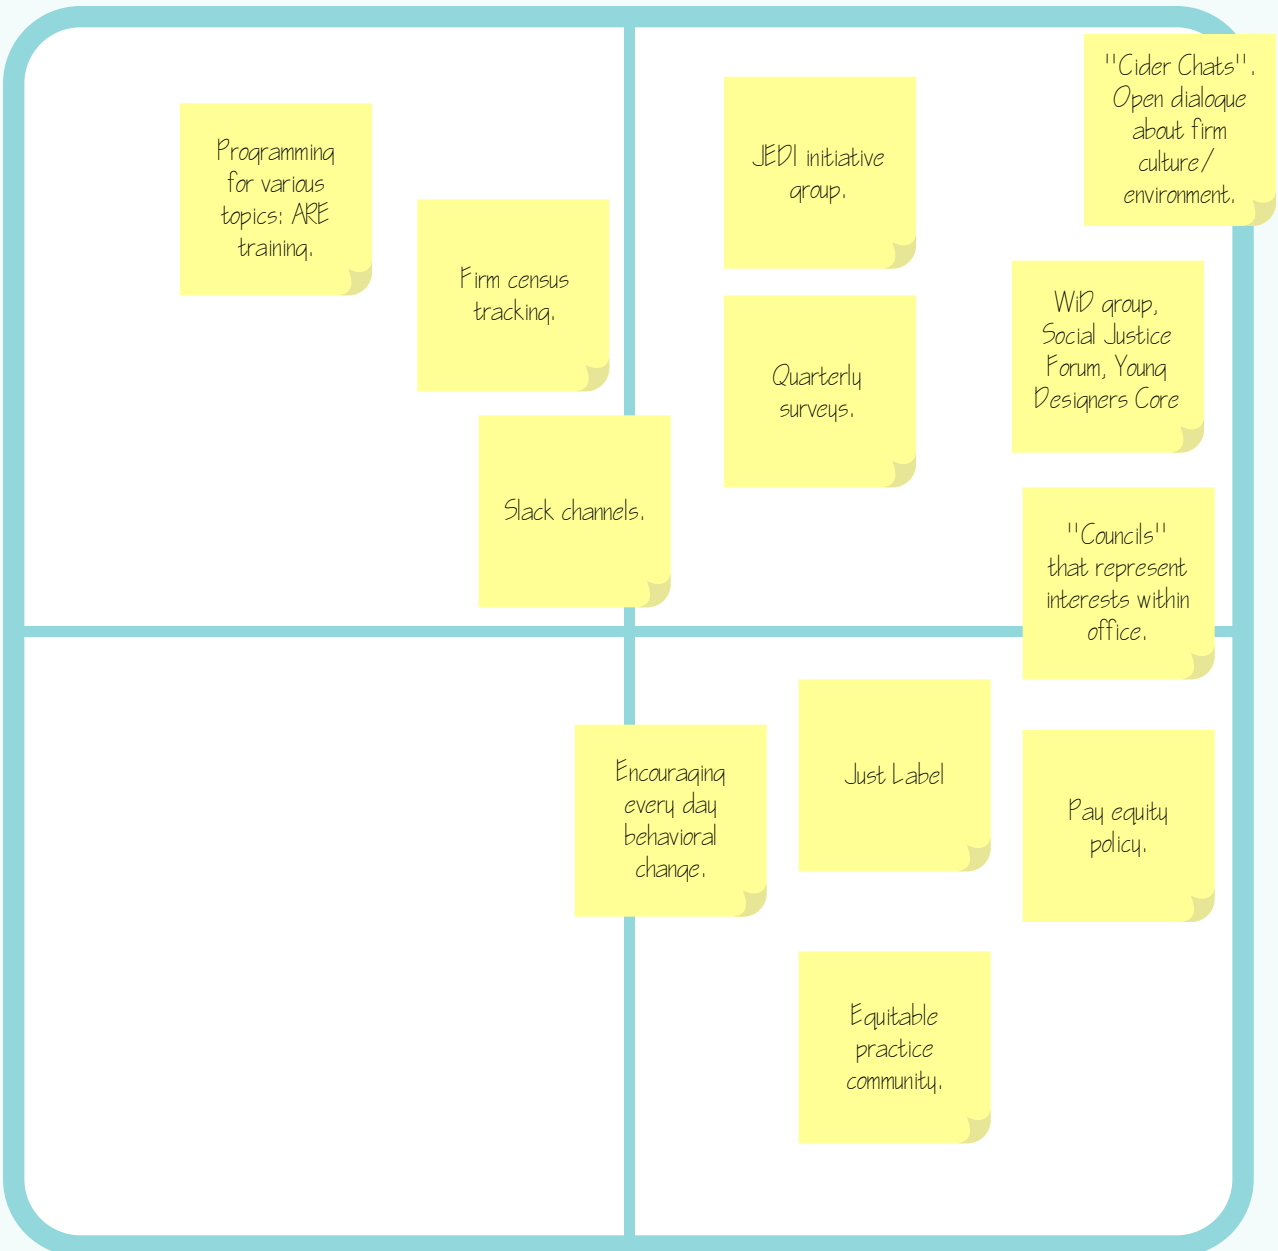 Programming
for various
topics: ARE
training.
Firm census
tracking.
Slack channels.
JEDI initiative
group.
Quarterly
surveys.
"Cider Chats".
Open dialogue
about firm
culture/
environment.
WiD group,
Social Justice
Forum, Young
Designers Core
"Councils"
that represent
interests within
office.
Encouraging
every day
behavioral
change.
Just Label
Pay equity
policy.
Equitable
practice
community.